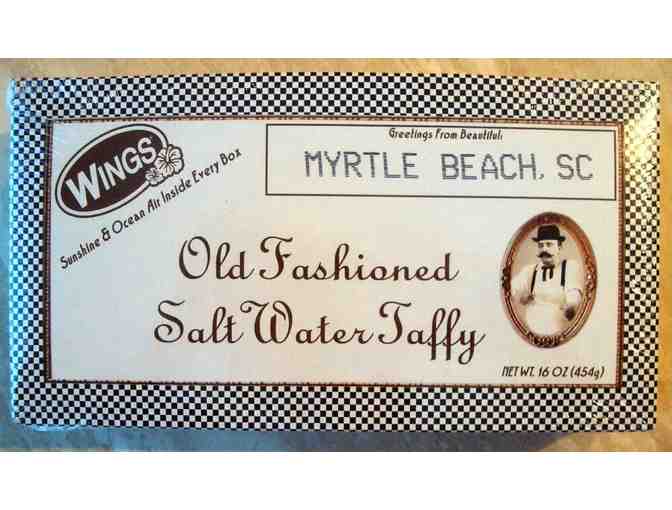 WINGS
Sunshine & Ocean Air Inside Every Box
Greetings From Beautiful:
MYRTLE BEACH, SC
Old Fashioned
Salt Water Taffy
NET WT. 16 OZ (454g)